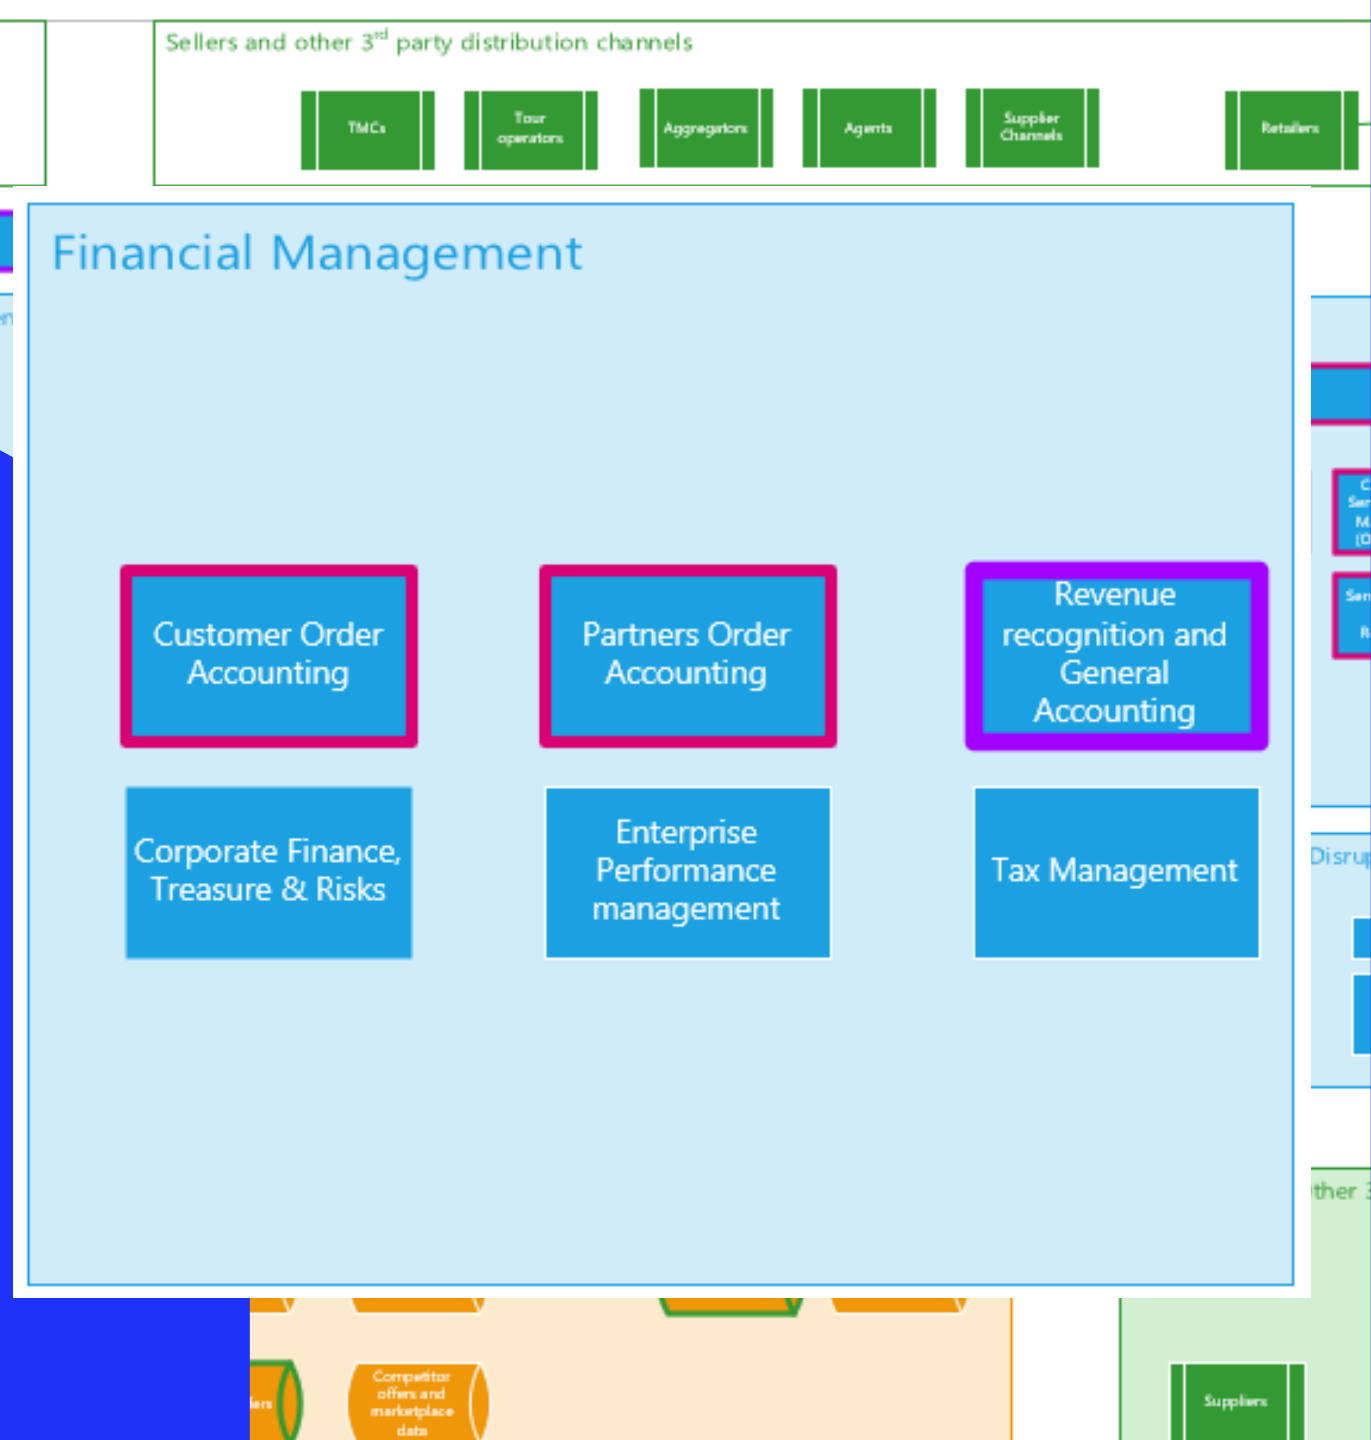 Sellers and other 3rd party distribution channels
TMCs
Tour
operators
Aggregators
Agents
Supplier
Channels
Retailers
Financial Management
Customer Order
Accounting
Partners Order
Accounting
Revenue
recognition and
General
Accounting
Corporate Finance,
Treasure & Risks
Enterprise
Performance
management
Tax Management
Competitor
offers and
marketplace
data
Suppliers